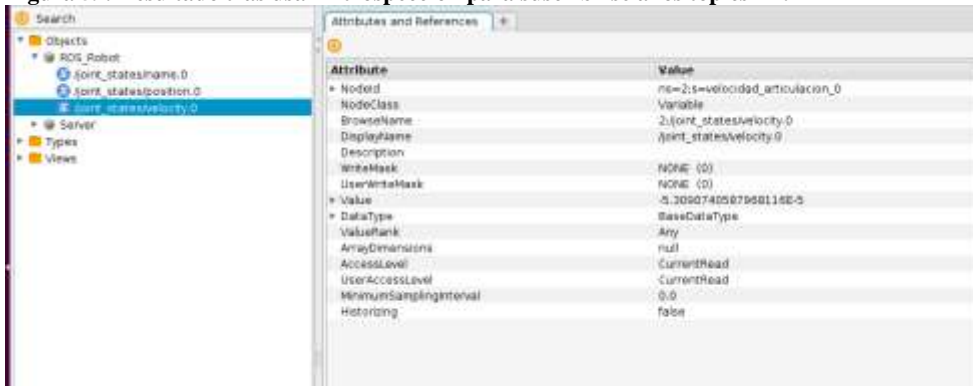 Search
Objects
ROS_Robot
/joint_states/name.0
/joint_states/position.0
/joint_states/velocity.0
Server
Types
Views
Attributes and References
Attribute Value
NodeId ns=2;s=velocidad_articulacion_0
NodeClass Variable
BrowseName 2:/joint_states/velocity.0
DisplayName /joint_states/velocity.0
Description
WriteMask NONE (0)
UserWriteMask NONE (0)
Value
DataType BaseDataType
ValueRank Any
ArrayDimensions null
AccessLevel CurrentRead
UserAccessLevel CurrentRead
MinimumSamplingInterval 0.0
Historizing false